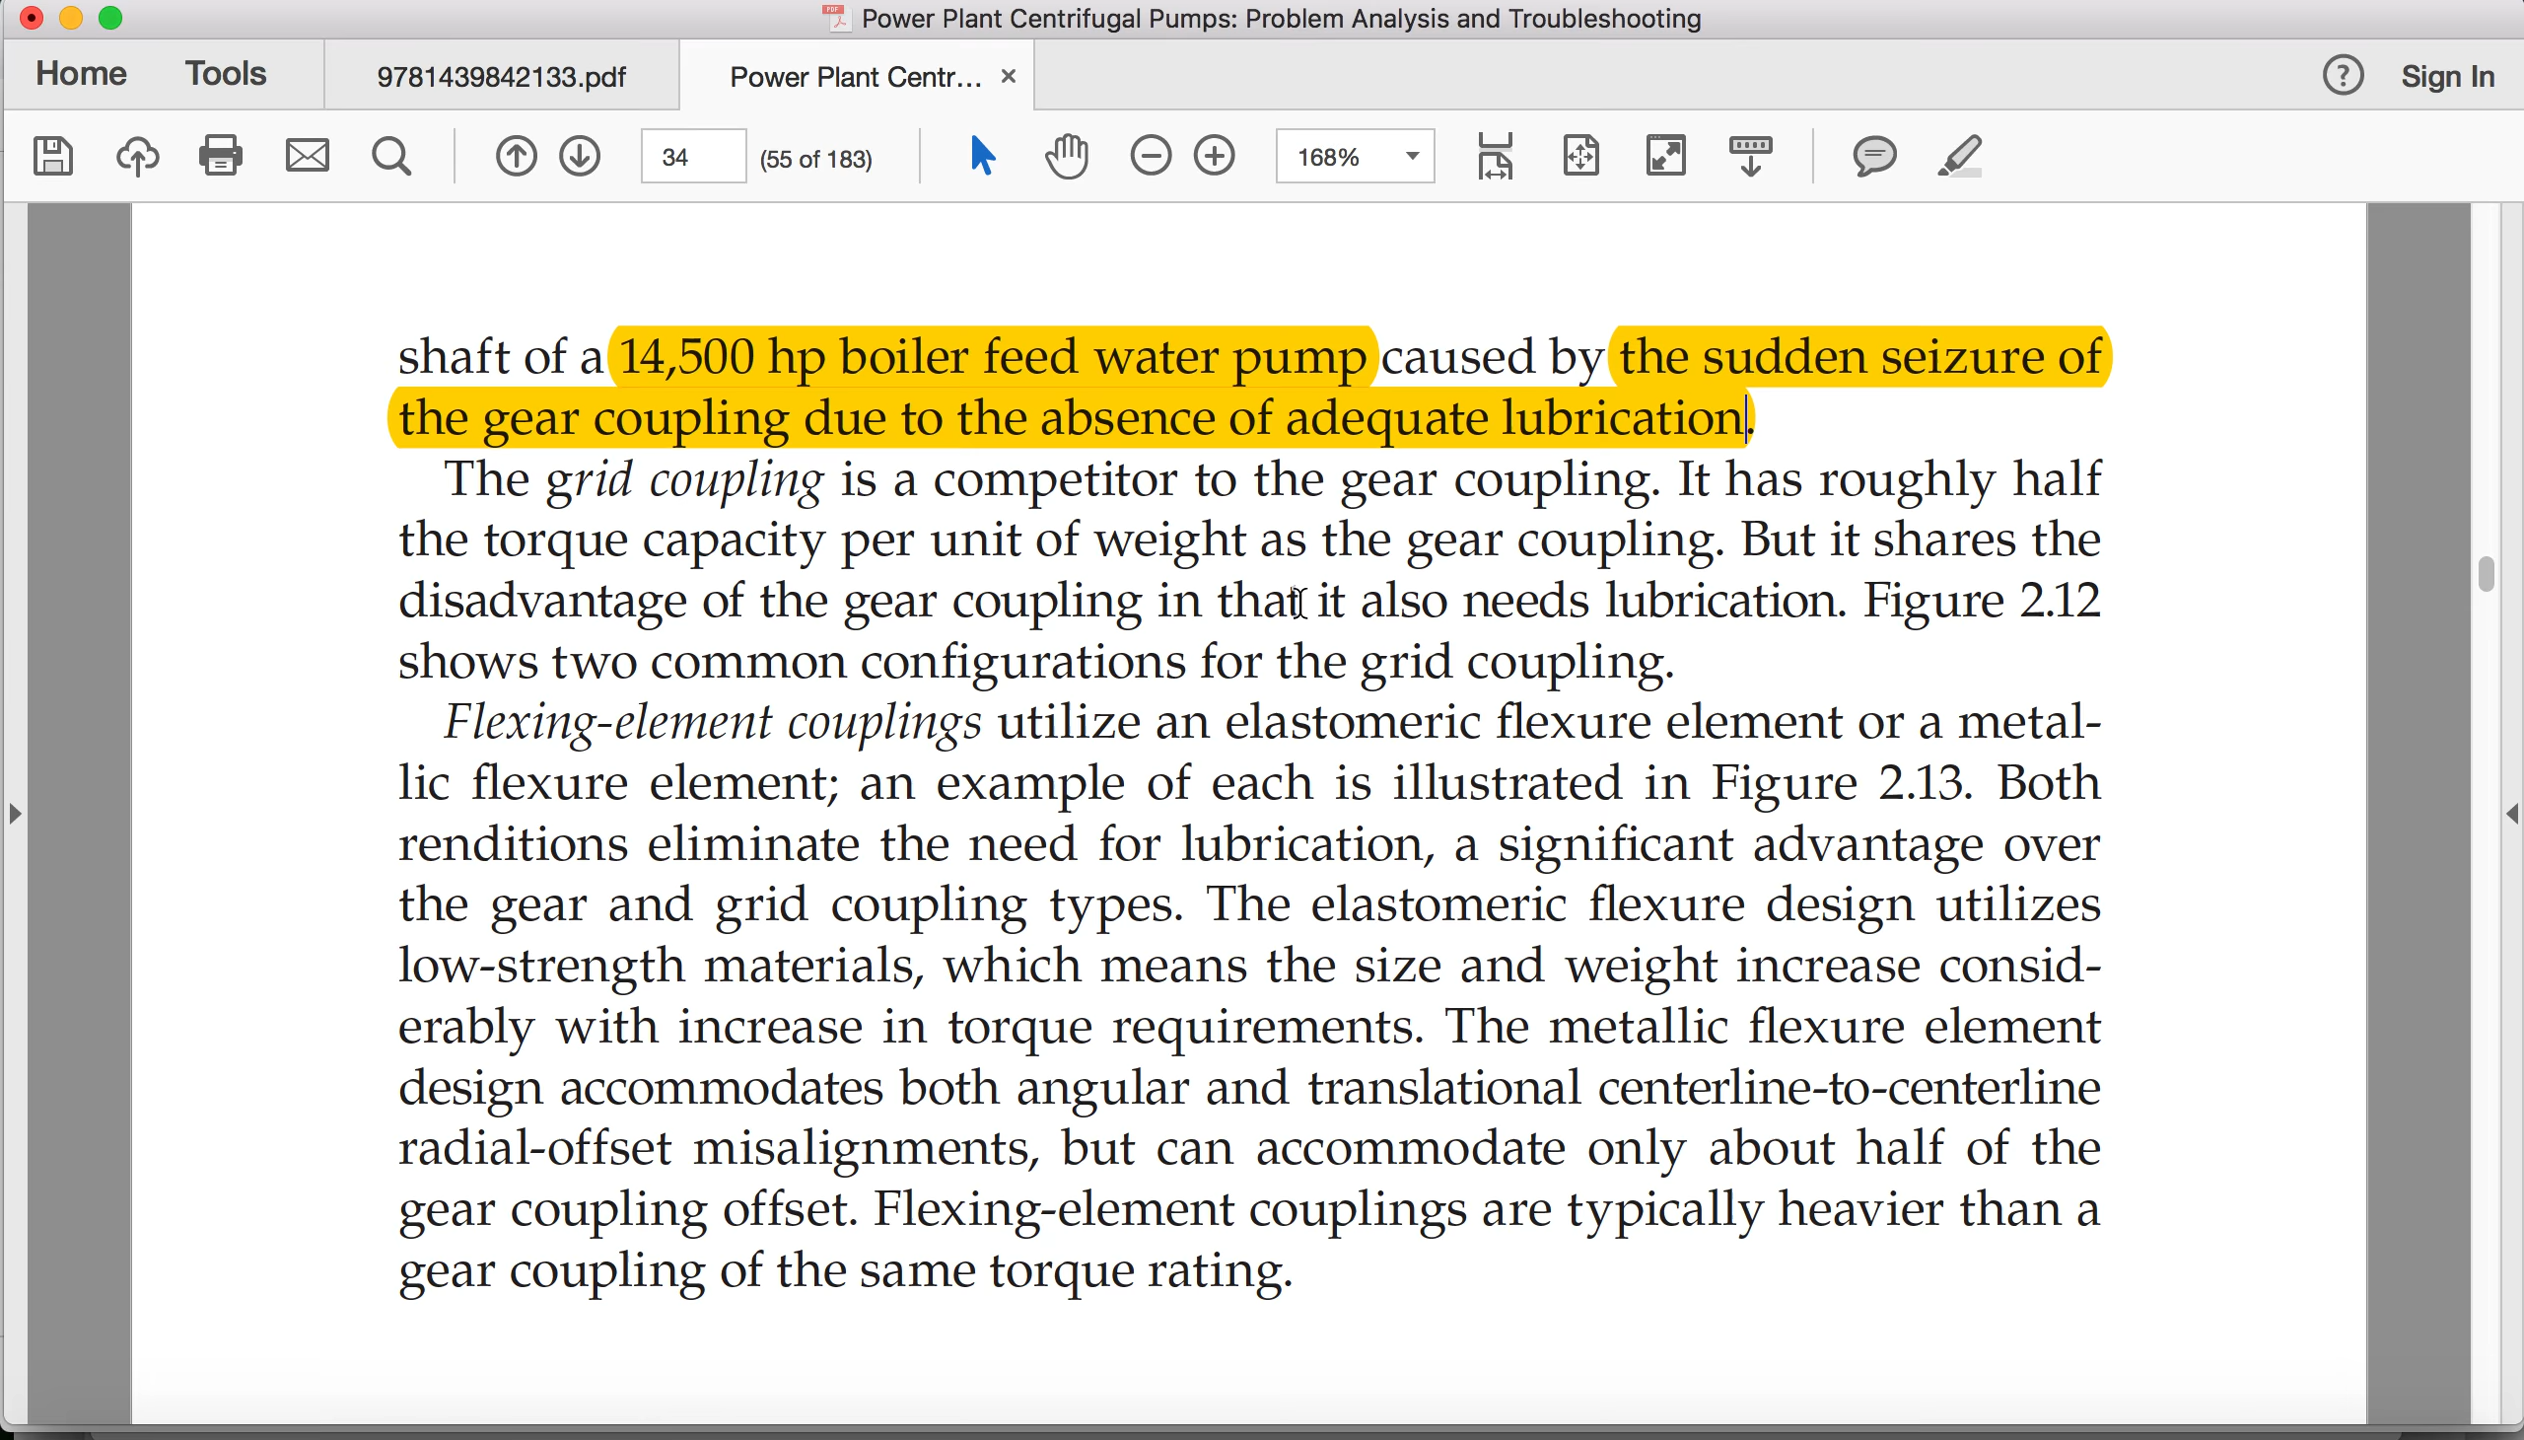 Power Plant Centrifugal Pumps: Problem Analysis and Troubleshooting
Home Tools 9781439842133.pdf Power Plant Centr... × ? Sign In
34 (55 of 183) 168%
shaft of a 14,500 hp boiler feed water pump caused by the sudden seizure of
the gear coupling due to the absence of adequate lubrication.
The grid coupling is a competitor to the gear coupling. It has roughly half
the torque capacity per unit of weight as the gear coupling. But it shares the
disadvantage of the gear coupling in that it also needs lubrication. Figure 2.12
shows two common configurations for the grid coupling.
Flexing-element couplings utilize an elastomeric flexure element or a metal-
lic flexure element; an example of each is illustrated in Figure 2.13. Both
renditions eliminate the need for lubrication, a significant advantage over
the gear and grid coupling types. The elastomeric flexure design utilizes
low-strength materials, which means the size and weight increase consid-
erably with increase in torque requirements. The metallic flexure element
design accommodates both angular and translational centerline-to-centerline
radial-offset misalignments, but can accommodate only about half of the
gear coupling offset. Flexing-element couplings are typically heavier than a
gear coupling of the same torque rating.